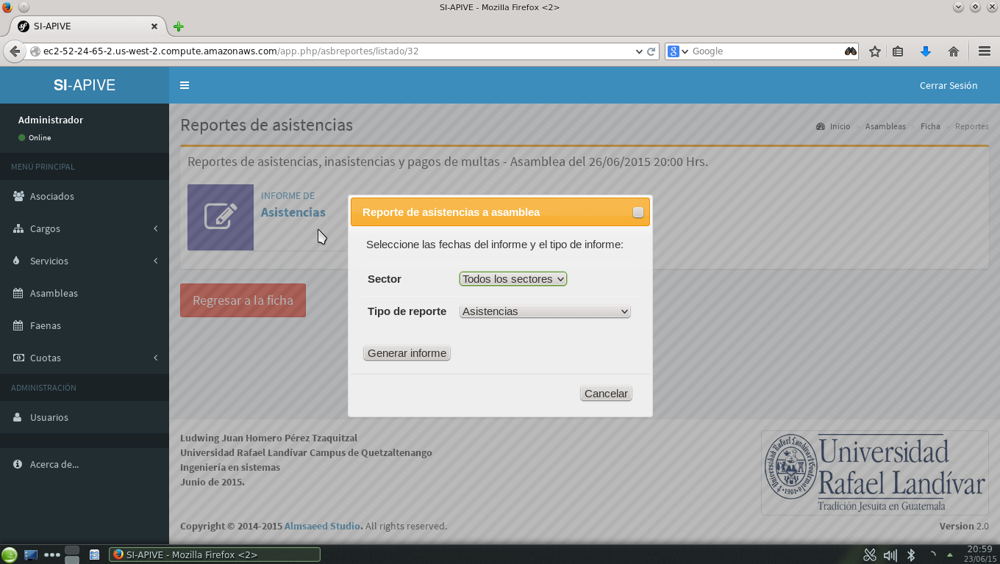 SI-APIVE - Mozilla Firefox <2>
SI-APIVE
ec2-52-24-65-2.us-west-2.compute.amazonaws.com/app.php/asbreportes/listado/32
Google
SI-APIVE
Cerrar Sesión
Administrador
Online
MENÚ PRINCIPAL
Asociados
Cargos
Servicios
Asambleas
Faenas
Cuotas
ADMINISTRACIÓN
Usuarios
Acerca de...
Reportes de asistencias
Inicio > Asambleas > Ficha > Reportes
Reportes de asistencias, inasistencias y pagos de multas - Asamblea del 26/06/2015 20:00 Hrs.
INFORME DE
Asistencias
Regresar a la ficha
Reporte de asistencias a asamblea
Seleccione las fechas del informe y el tipo de informe:
Sector Todos los sectores
Tipo de reporte Asistencias
Generar informe
Cancelar
Ludwing Juan Homero Pérez Tzaquitzal
Universidad Rafael Landívar Campus de Quetzaltenango
Ingeniería en sistemas
Junio de 2015.
Universidad
Rafael Landívar
Tradición Jesuita en Guatemala
1961
Copyright © 2014-2015 Almsaeed Studio. All rights reserved.
Version 2.0
SI-APIVE - Mozilla Firefox <2>
20:59
23/06/15